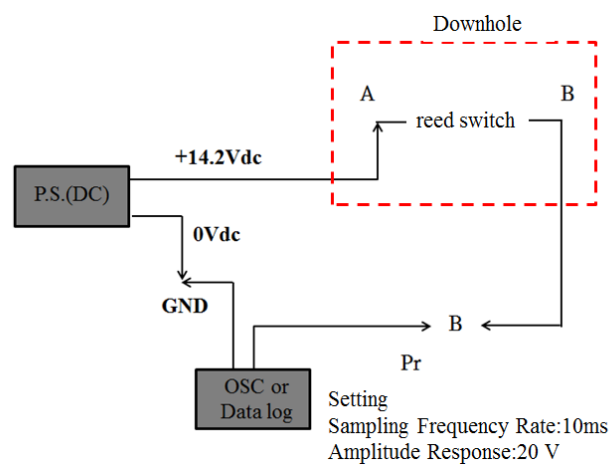 Downhole
A
B
reed switch
+14.2Vdc
P.S.(DC)
0Vdc
GND
B
Pr
OSC or
Data log
Setting
Sampling Frequency Rate:10ms
Amplitude Response:20 V